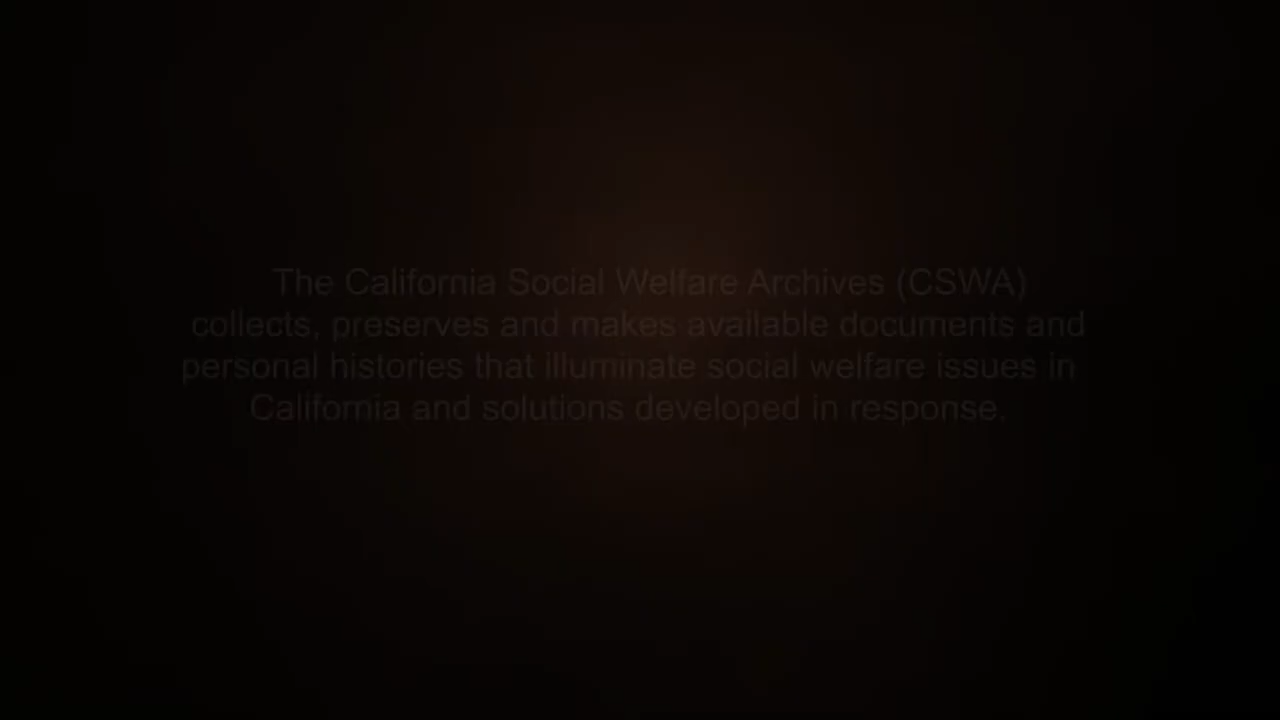 The California Social Welfare Archives (CSWA)
collects, preserves and makes available documents and
personal histories that illuminate social welfare issues in
California and solutions developed in response.